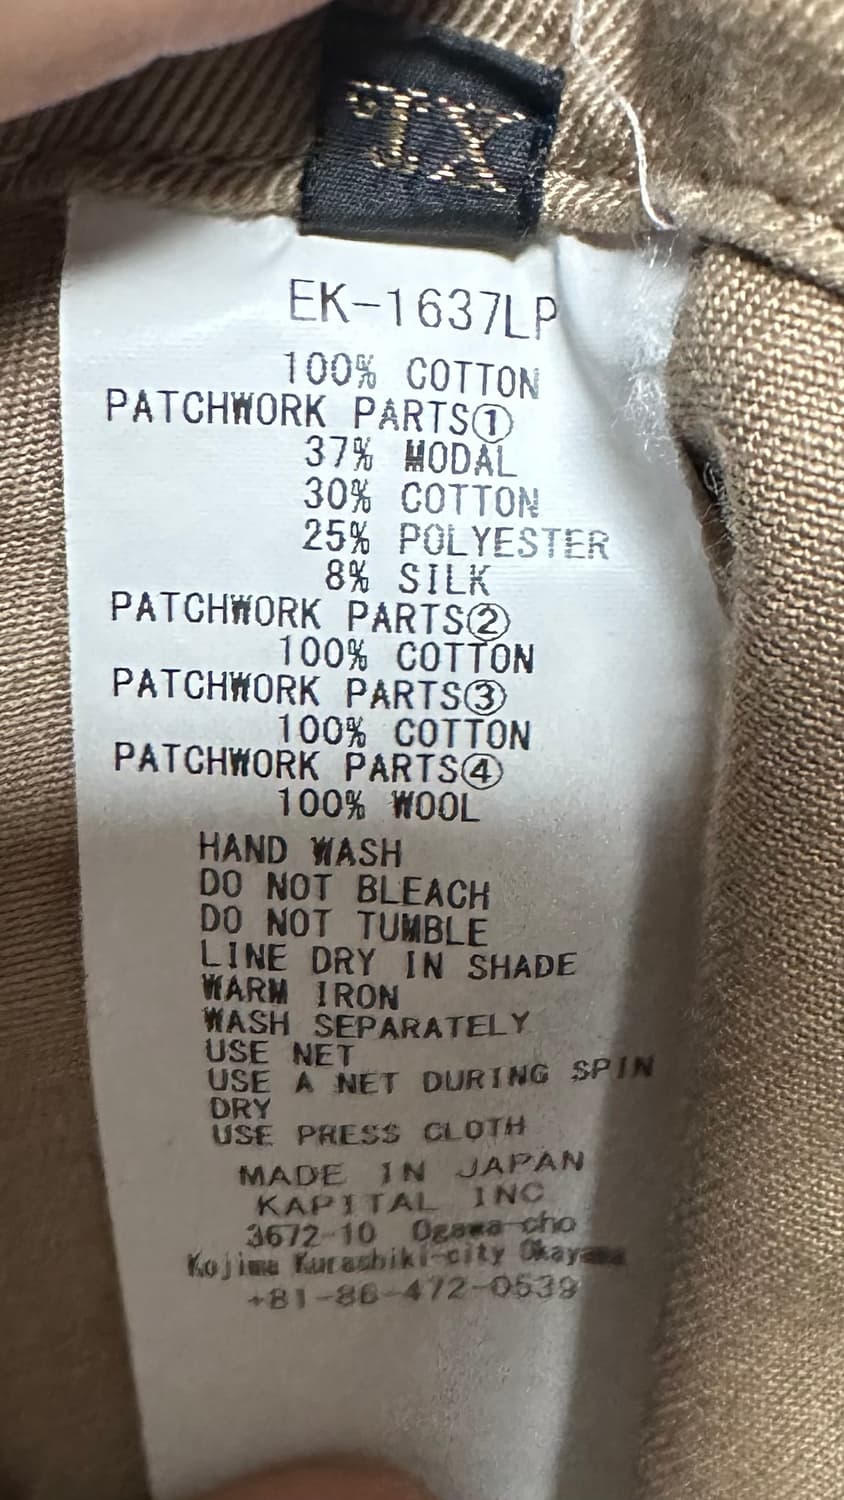 XL
EK-1637LP
100% COTTON
PATCHWORK PARTS①
37% MODAL
30% COTTON
25% POLYESTER
8% SILK
PATCHWORK PARTS②
100% COTTON
PATCHWORK PARTS③
100% COTTON
PATCHWORK PARTS④
100% WOOL
HAND WASH
DO NOT BLEACH
DO NOT TUMBLE
LINE DRY IN SHADE
WARM IRON
WASH SEPARATELY
USE NET
USE A NET DURING SPIN
DRY
USE PRESS CLOTH
MADE IN JAPAN
KAPITAL INC
3672-10 Ogawa-cho
Kojima Kurashiki-city Okayama
+81-86-472-0539